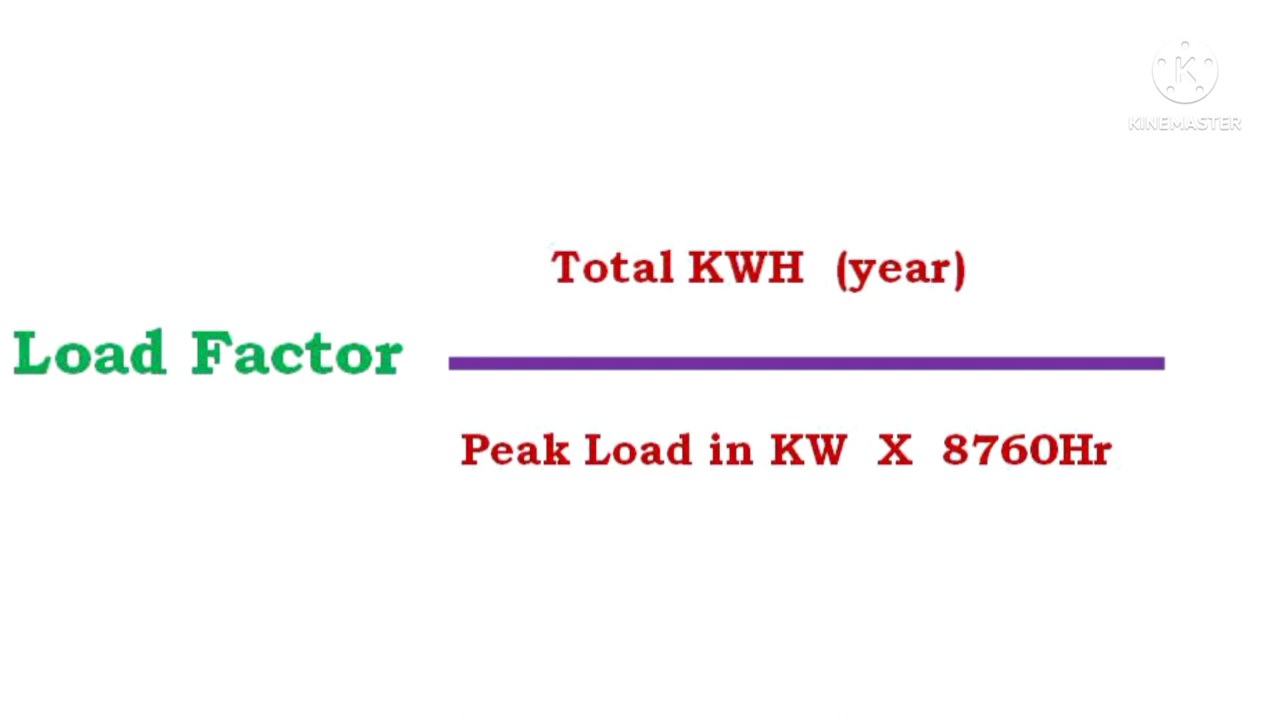 KINEMASTER
Total KWH (year)
Load Factor
Peak Load in KW X 8760Hr